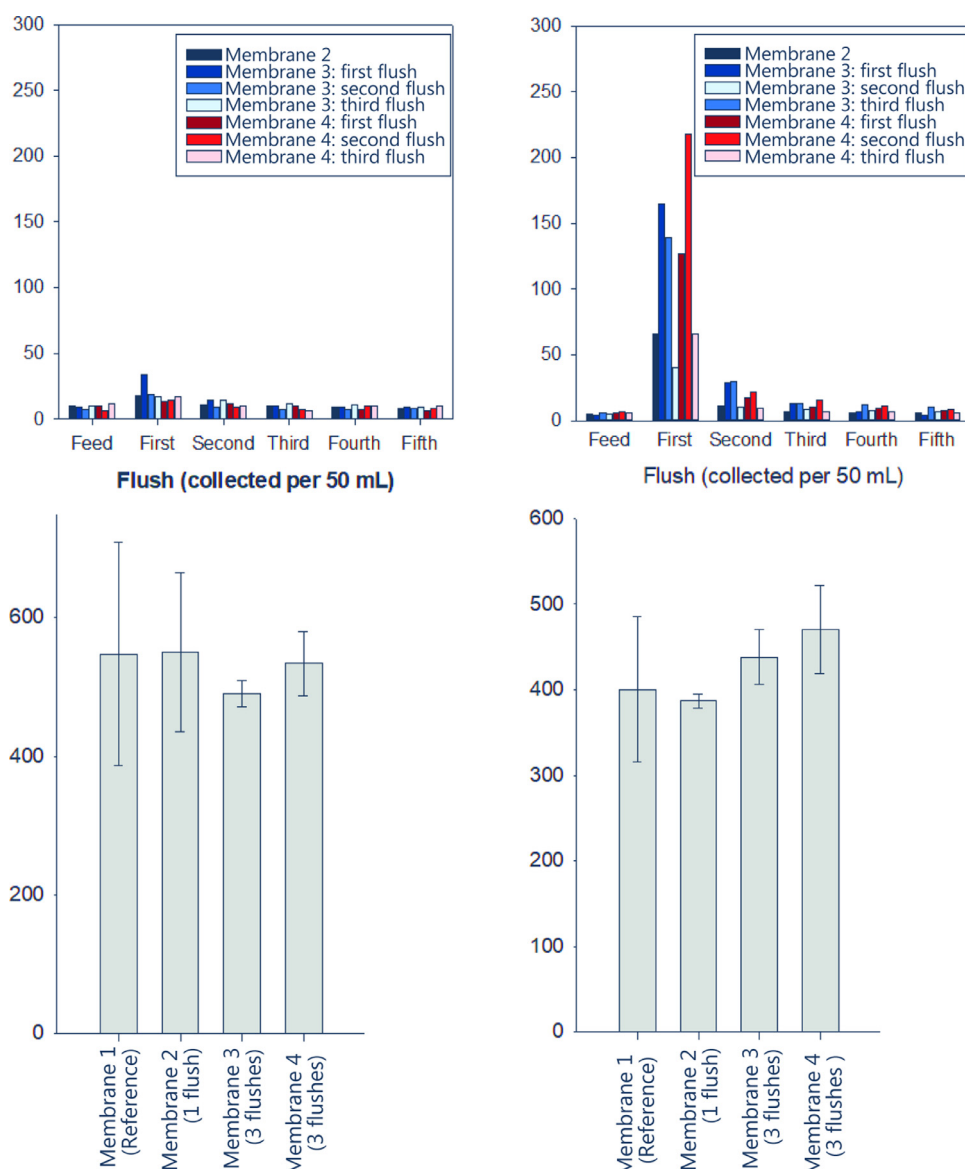 300
250
200
150
100
50
0
Membrane 2
Membrane 3: first flush
Membrane 3: second flush
Membrane 3: third flush
Membrane 4: first flush
Membrane 4: second flush
Membrane 4: third flush
Feed First Second Third Fourth Fifth
Flush (collected per 50 mL)
300
250
200
150
100
50
0
Membrane 2
Membrane 3: first flush
Membrane 3: second flush
Membrane 3: third flush
Membrane 4: first flush
Membrane 4: second flush
Membrane 4: third flush
Feed First Second Third Fourth Fifth
Flush (collected per 50 mL)
600
400
200
0
Membrane 1
(Reference)
Membrane 2
(1 flush)
Membrane 3
(3 flushes)
Membrane 4
(3 flushes)
600
500
400
300
200
100
0
Membrane 1
(Reference)
Membrane 2
(1 flush)
Membrane 3
(3 flushes)
Membrane 4
(3 flushes )